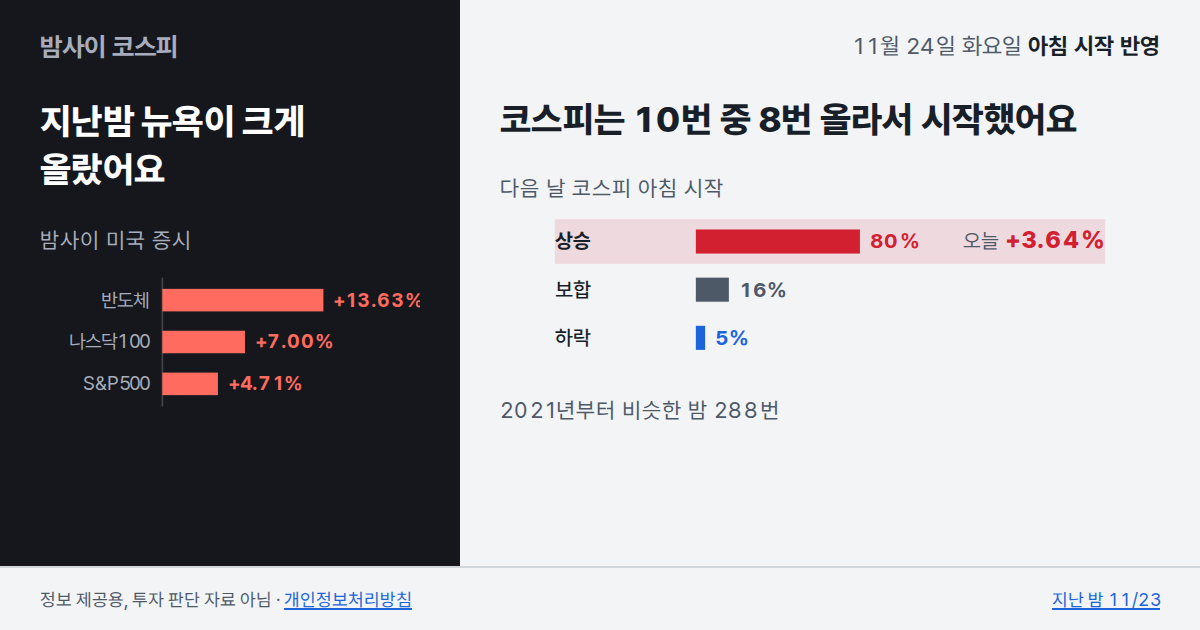 밤사이 코스피
지난밤 뉴욕이 크게
올랐어요
밤사이 미국 증시
반도체 +13.63%
나스닥100 +7.00%
S&P500 +4.71%
11월 24일 화요일 아침 시작 반영
코스피는 10번 중 8번 올라서 시작했어요
다음 날 코스피 아침 시작
상승 80% 오늘 +3.64%
보합 16%
하락 5%
2021년부터 비슷한 밤 288번
정보 제공용, 투자 판단 자료 아님 · 개인정보처리방침
지난 밤 11/23